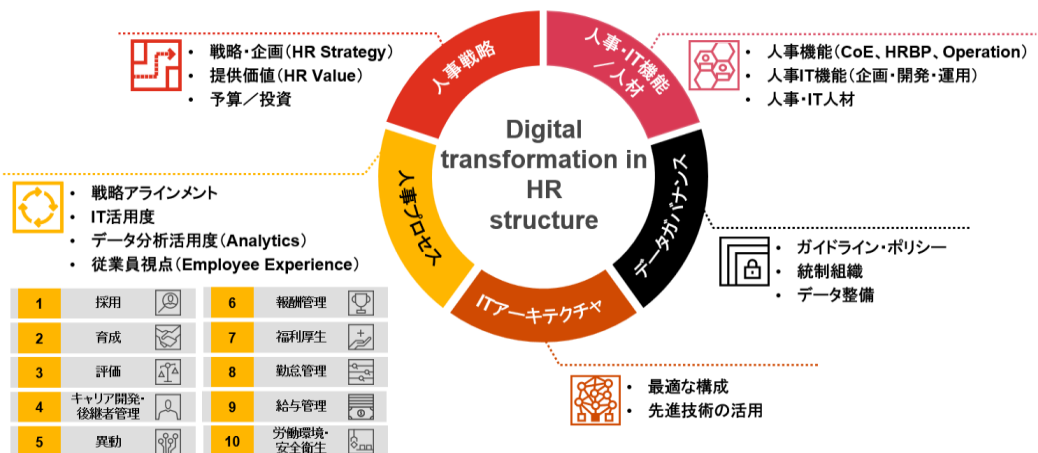 人事戦略
・戦略・企画(HR Strategy)
・提供価値(HR Value)
・予算／投資
人事・IT機能
／人材
・人事機能(CoE、HRBP、Operation)
・人事IT機能(企画・開発・運用)
・人事・IT人材
Digital
transformation in
HR
structure
人事プロセス
・戦略アラインメント
・IT活用度
・データ分析活用度(Analytics)
・従業員視点(Employee Experience)
データガバナンス
・ガイドライン・ポリシー
・統制組織
・データ整備
ITアーキテクチャ
・最適な構成
・先進技術の活用
1 採用
2 育成
3 評価
4 キャリア開発・
後継者管理
5 異動
6 報酬管理
7 福利厚生
8 勤怠管理
9 給与管理
10 労働環境・
安全衛生